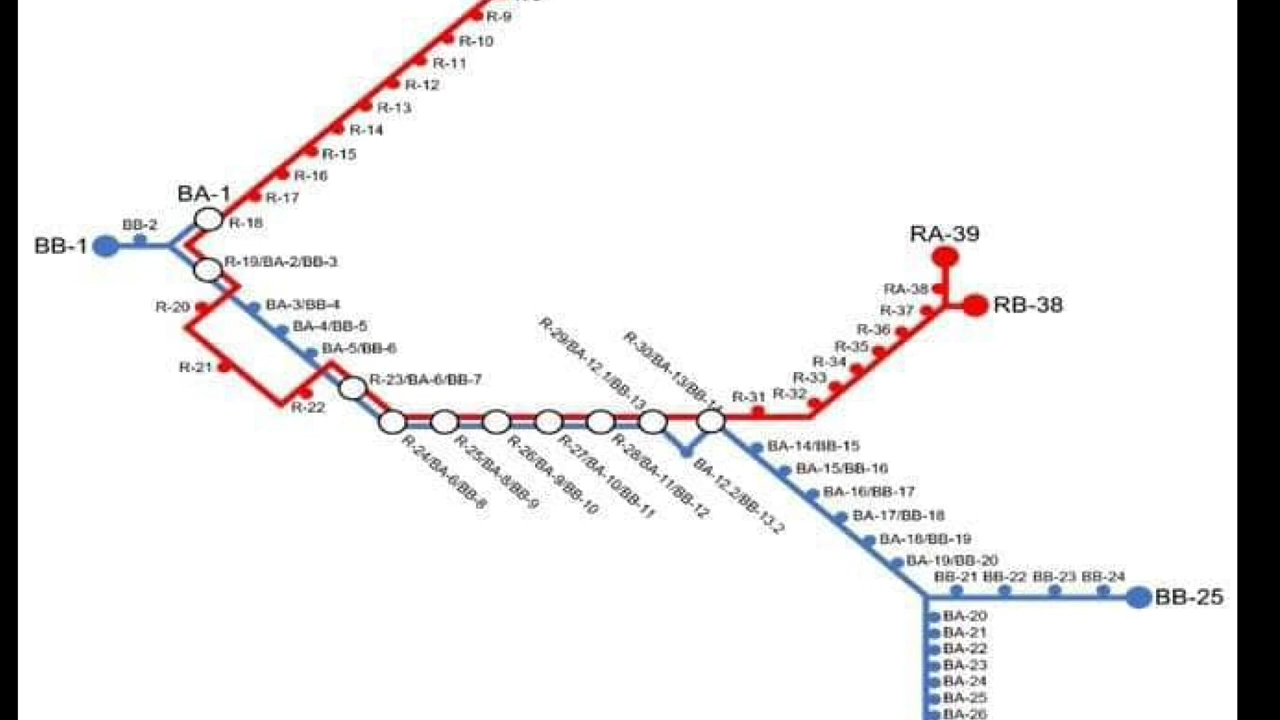 R-9
R-10
R-11
R-12
R-13
R-14
R-15
R-16
R-17
BA-1
R-18
BB-2
BB-1
R-19/BA-2/BB-3
R-20
BA-3/BB-4
BA-4/BB-5
BA-5/BB-6
R-21
R-22
R-23/BA-6/BB-7
R-24/BA-6/BB-8
R-25/BA-8/BB-9
R-26/BA-9/BB-10
R-27/BA-10/BB-11
R-28/BA-11/BB-12
R-29/BA-12.1/BB-13
R-30/BA-13/BB-14
BA-12.2/BB-13.2
R-31
R-32
R-33
R-34
R-35
R-36
R-37
RA-38
RA-39
RB-38
BA-14/BB-15
BA-15/BB-16
BA-16/BB-17
BA-17/BB-18
BA-18/BB-19
BA-19/BB-20
BB-21 BB-22 BB-23 BB-24
BB-25
BA-20
BA-21
BA-22
BA-23
BA-24
BA-25
BA-26